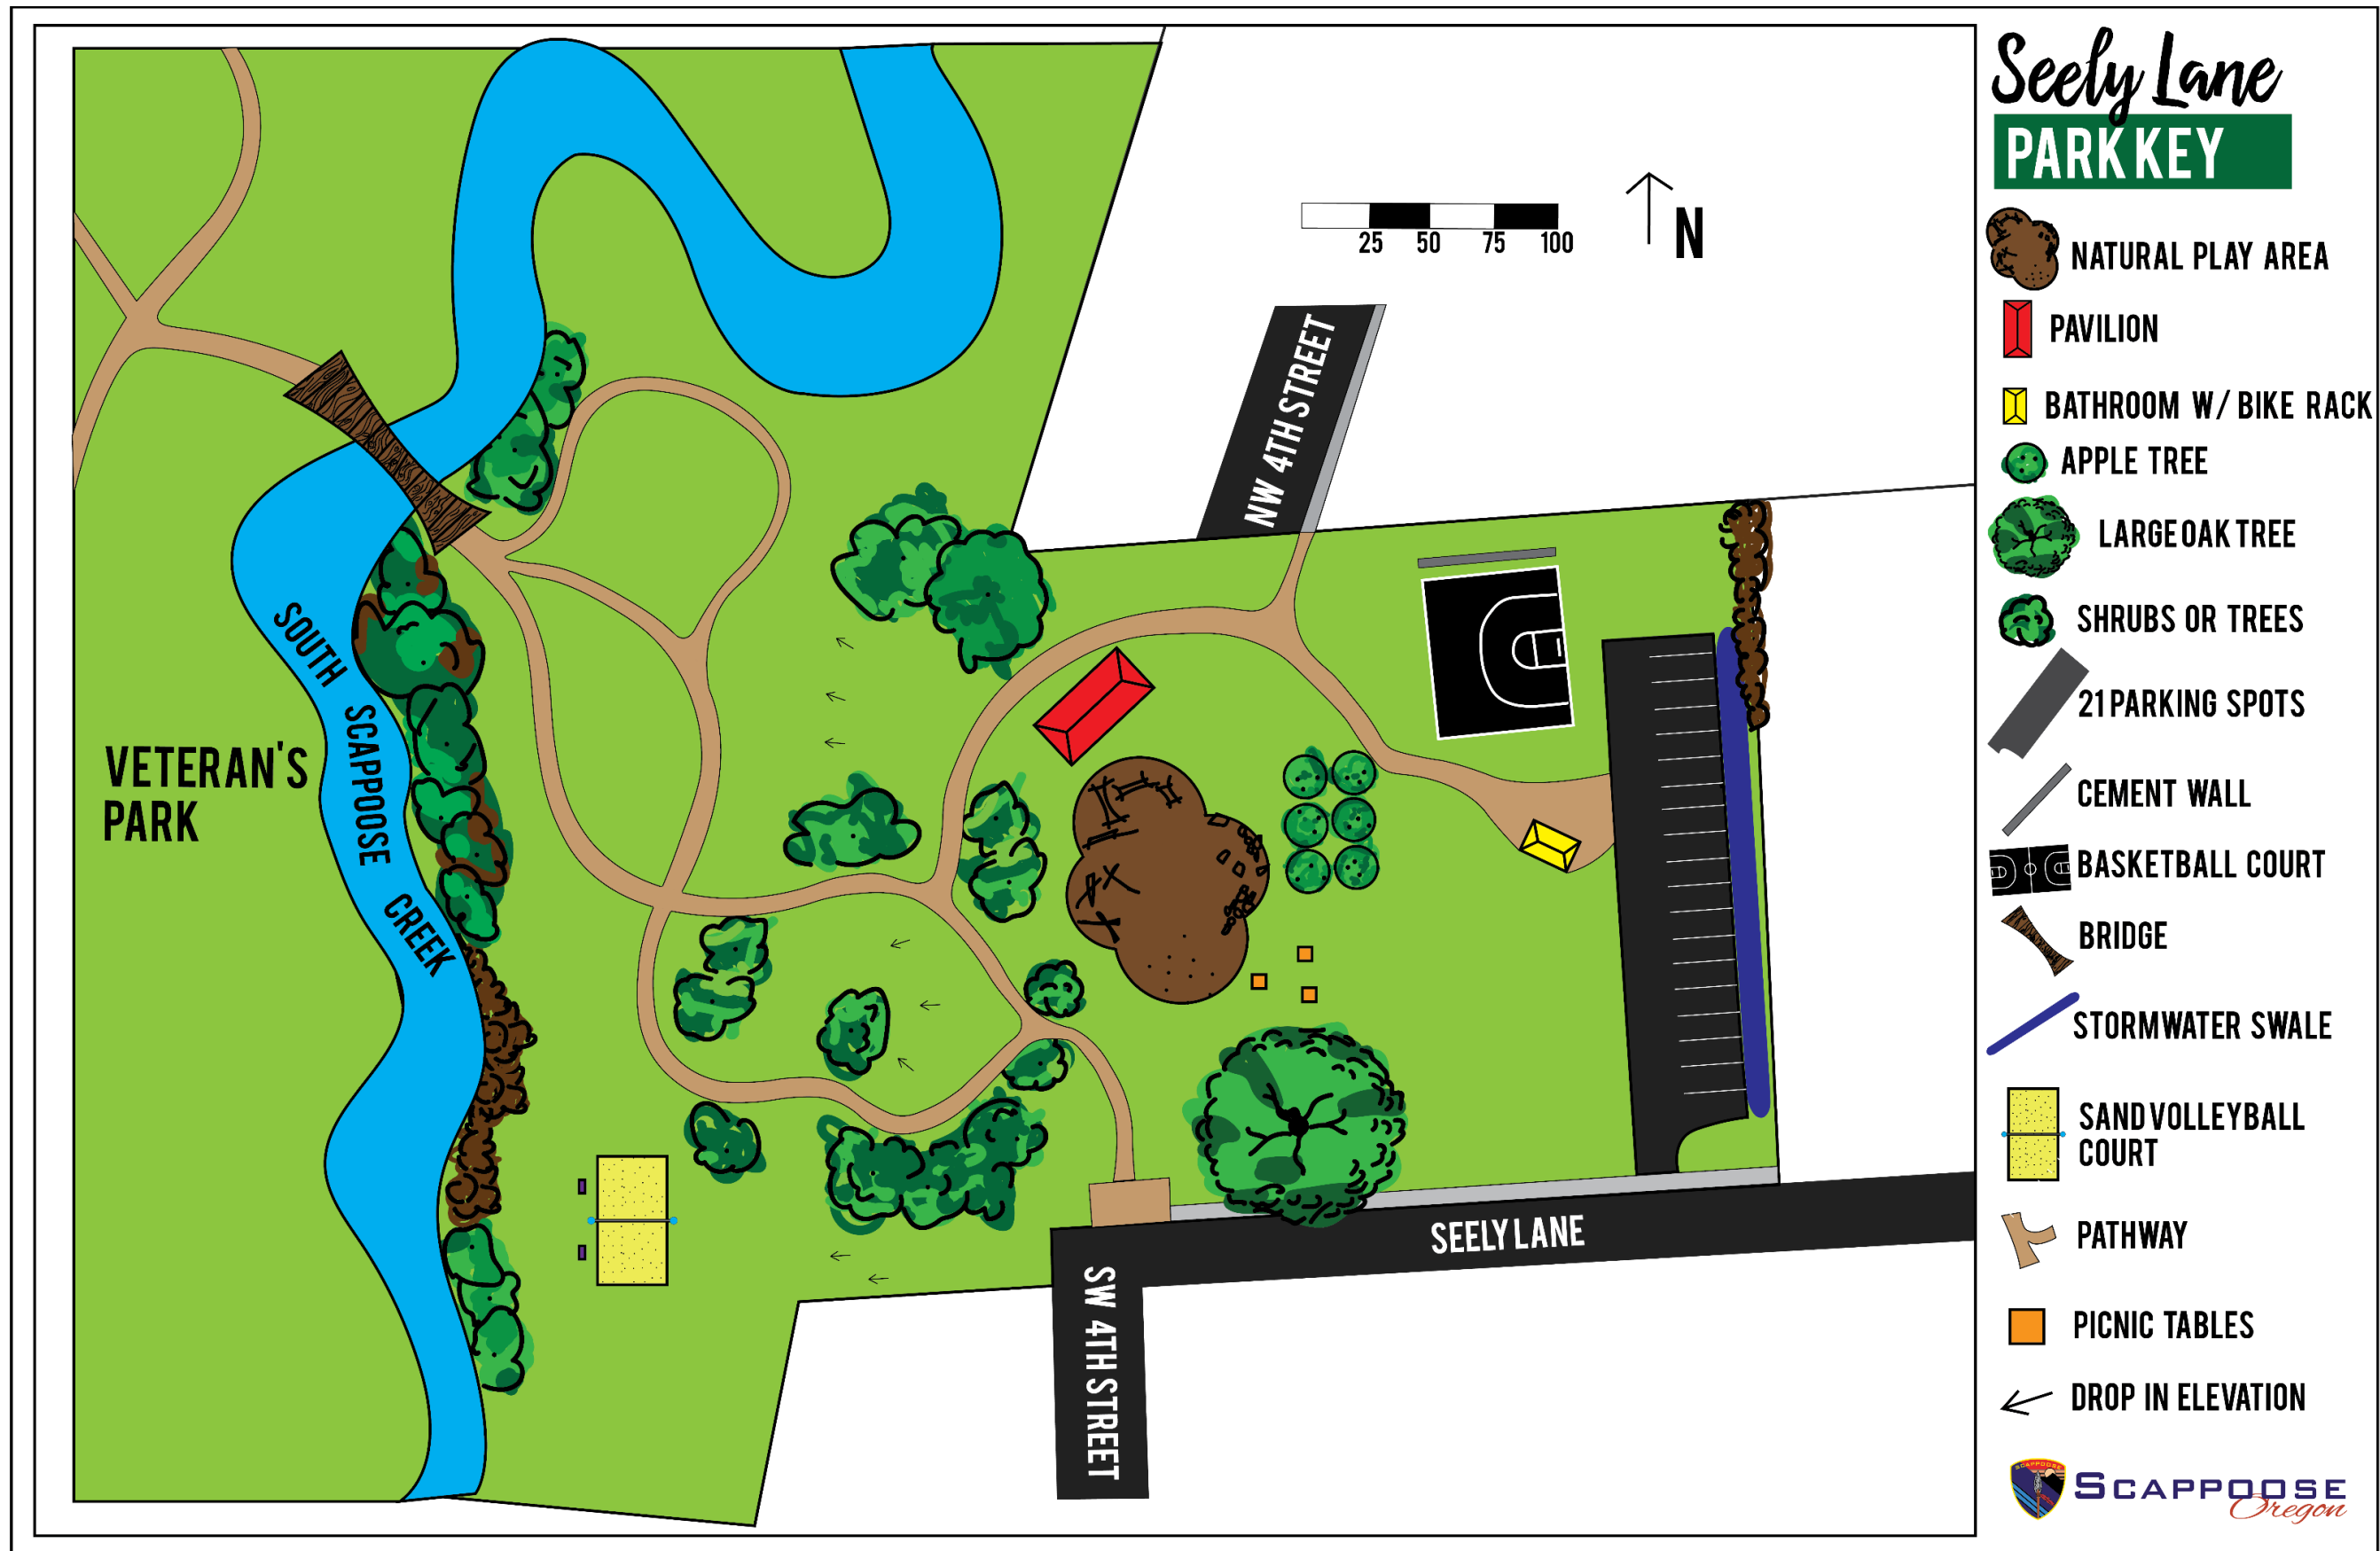 Seely Lane
PARK KEY
NATURAL PLAY AREA
PAVILION
BATHROOM W/ BIKE RACK
APPLE TREE
LARGE OAK TREE
SHRUBS OR TREES
21 PARKING SPOTS
CEMENT WALL
BASKETBALL COURT
BRIDGE
STORMWATER SWALE
SAND VOLLEYBALL
COURT
PATHWAY
PICNIC TABLES
DROP IN ELEVATION
SCAPPOOSE
SCAPPOOSE
Oregon
25 50 75 100
N
NW 4TH STREET
SOUTH SCAPPOOSE CREEK
VETERAN'S
PARK
SEELY LANE
SW 4TH STREET